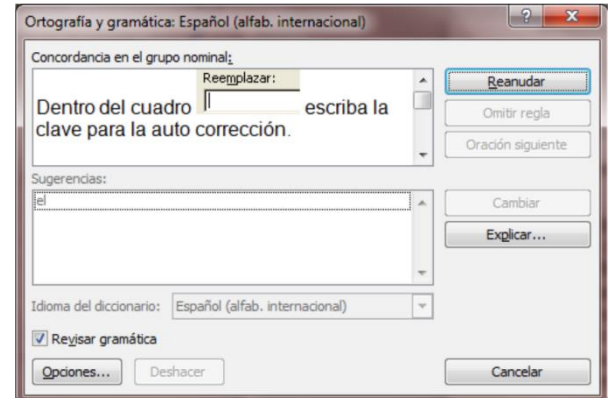 Ortografía y gramática: Español (alfab. internacional)
Concordancia en el grupo nominal:
Reemplazar:
Dentro del cuadro escriba la
clave para la auto corrección.
Reanudar
Omitir regla
Oración siguiente
Sugerencias:
el
Cambiar
Explicar...
Idioma del diccionario: Español (alfab. internacional)
Revisar gramática
Opciones... Deshacer Cancelar